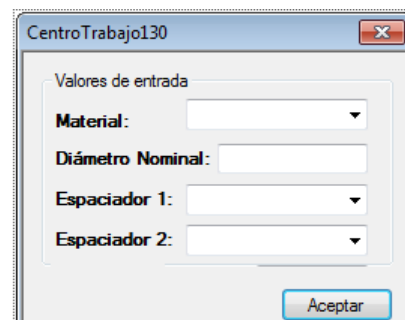 CentroTrabajo130
Valores de entrada
Material:
Diámetro Nominal:
Espaciador 1:
Espaciador 2:
Aceptar